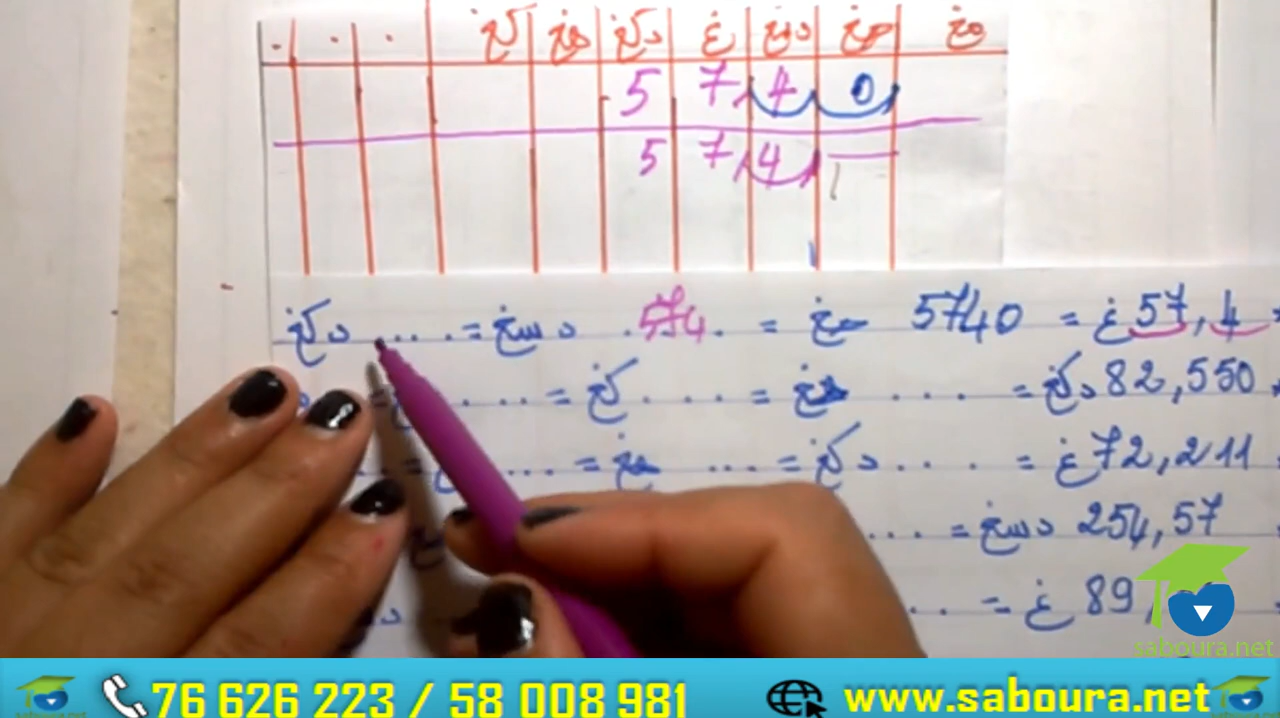 مغ صغ دسغ غ دكغ هغ كغ . . .
5 7 4 0
5 7 4
57,4 غ = 5740 صغ = 574 دسغ = .... دكغ
82,550 دكغ = .... هغ = .... كغ = ....
72,211 غ = .... دكغ = ... هغ = ...
254,57 دسغ = ...
89, غ = ..
saboura.net
76 626 223 / 58 008 981 www.saboura.net